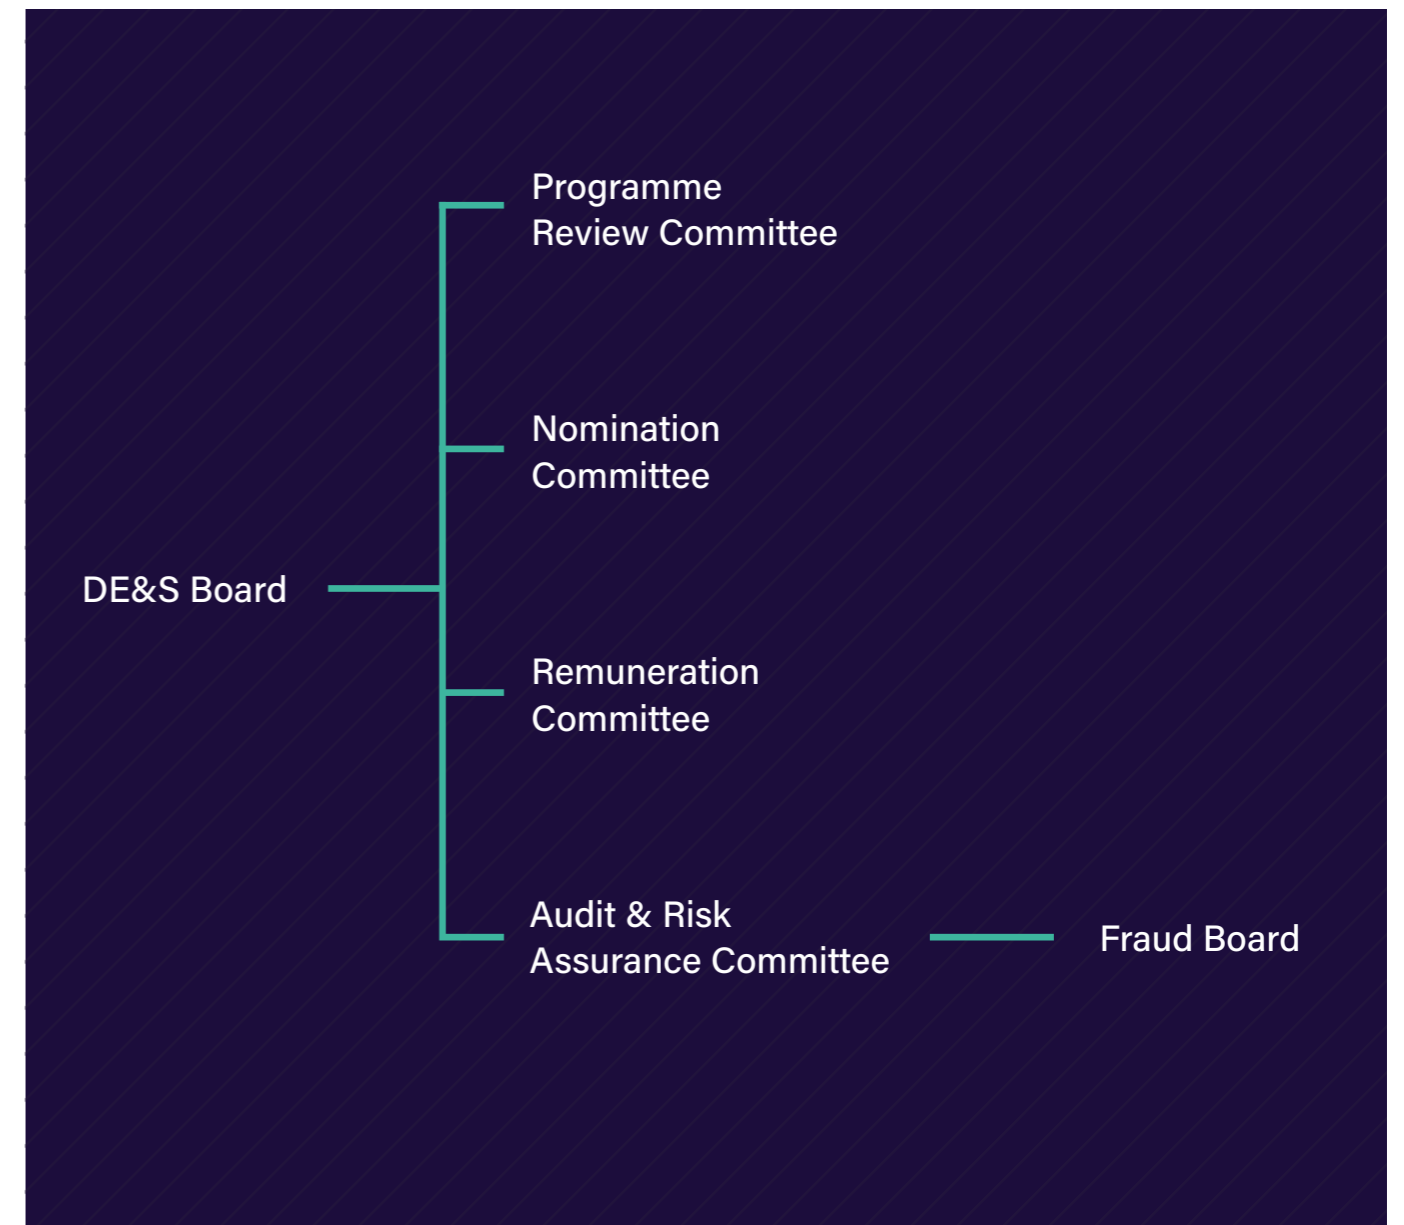 Programme
Review Committee
Nomination
Committee
DE&S Board
Remuneration
Committee
Audit & Risk
Assurance Committee
Fraud Board